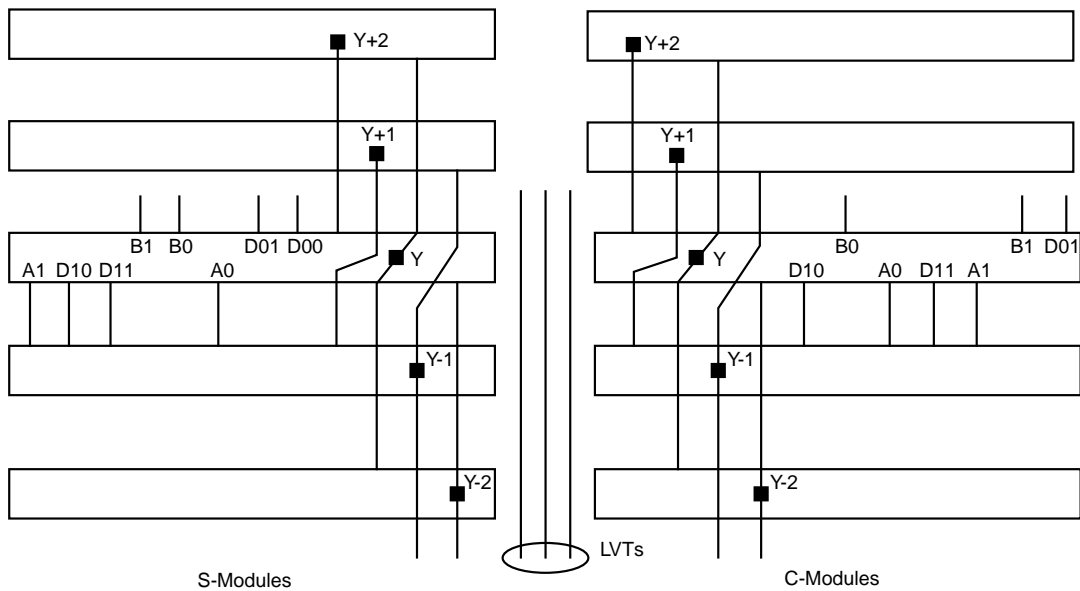 Y+2
Y+2
Y+1
Y+1
B1 B0 D01 D00
B0 B1 D01
Y
Y
A1 D10 D11 A0
D10 A0 D11 A1
Y-1
Y-1
Y-2
Y-2
LVTs
S-Modules
C-Modules